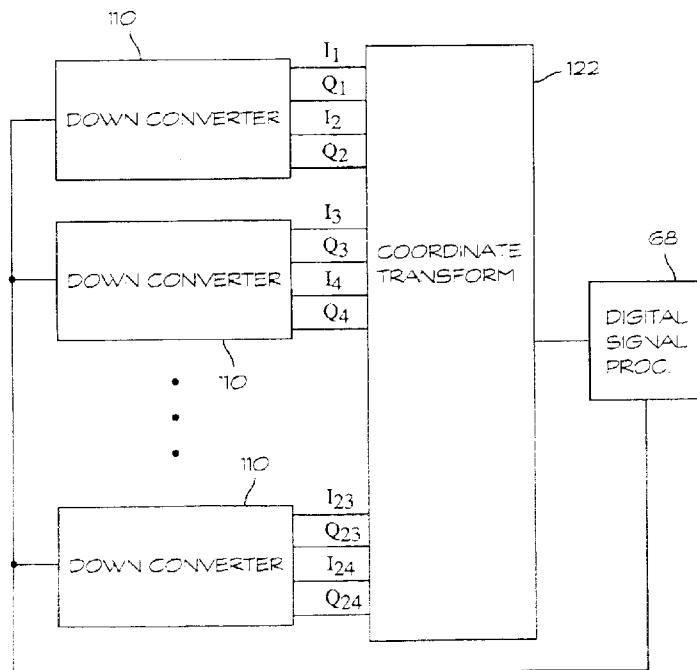 110
DOWN CONVERTER
I1
Q1
I2
Q2
122
110
DOWN CONVERTER
I3
Q3
I4
Q4
COORDINATE
TRANSFORM
68
DIGITAL
SIGNAL
PROC.
110
DOWN CONVERTER
I23
Q23
I24
Q24